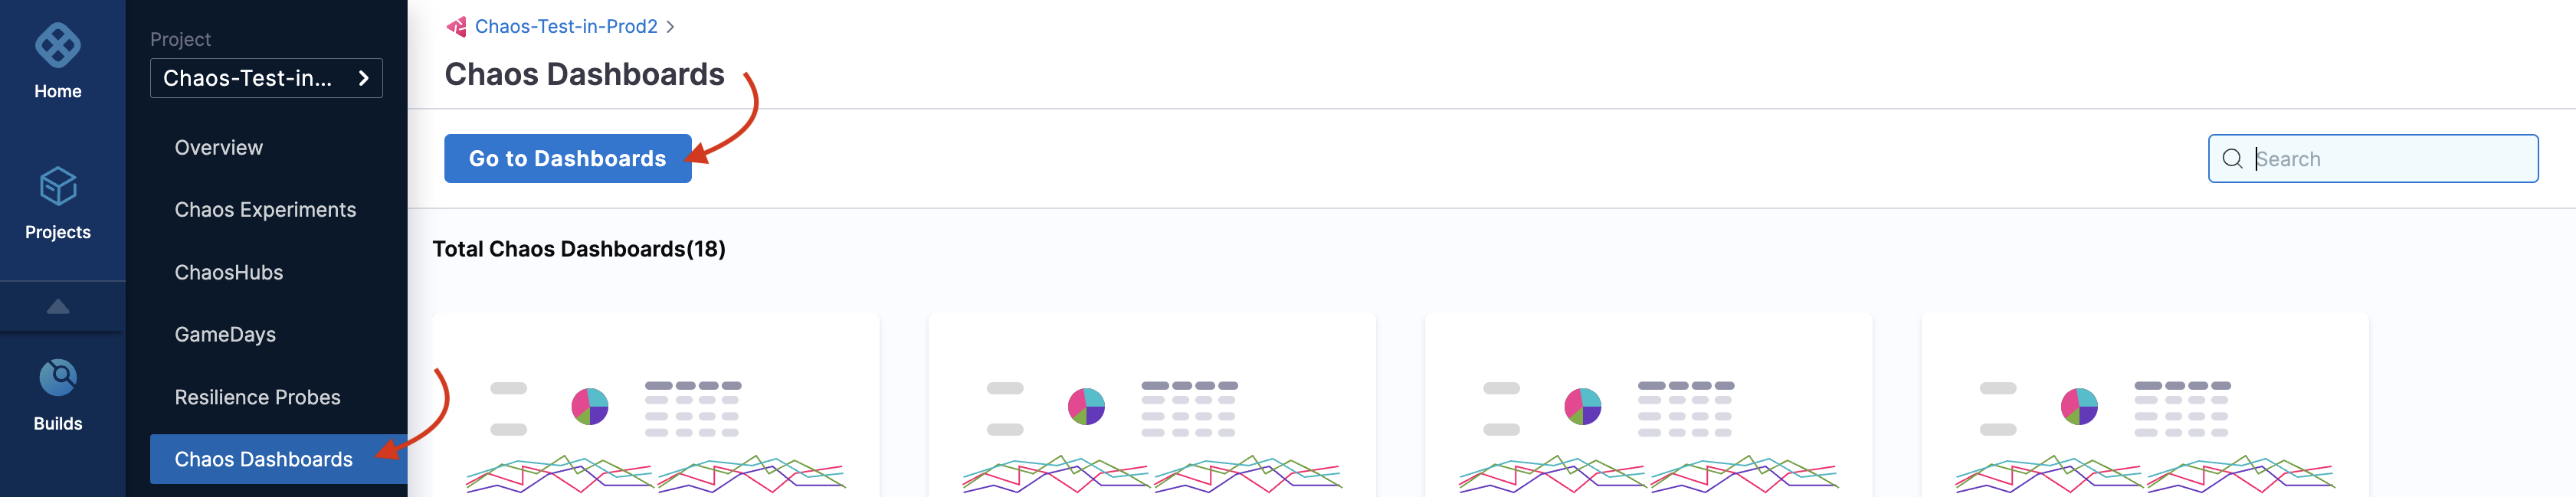 Home
Projects
Builds
Project
Chaos-Test-in...
Overview
Chaos Experiments
ChaosHubs
GameDays
Resilience Probes
Chaos Dashboards
Chaos-Test-in-Prod2
Chaos Dashboards
Go to Dashboards
Search
Total Chaos Dashboards(18)